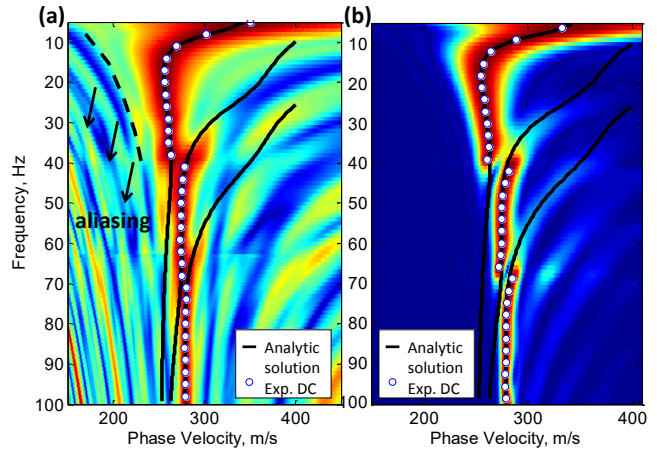 (a)
(b)
10
20
30
40
50
60
70
80
90
100
Frequency, Hz
aliasing
Analytic
solution
Exp. DC
200
300
400
Phase Velocity, m/s
10
20
30
40
50
60
70
80
90
100
Analytic
solution
Exp. DC
200
300
400
Phase Velocity, m/s